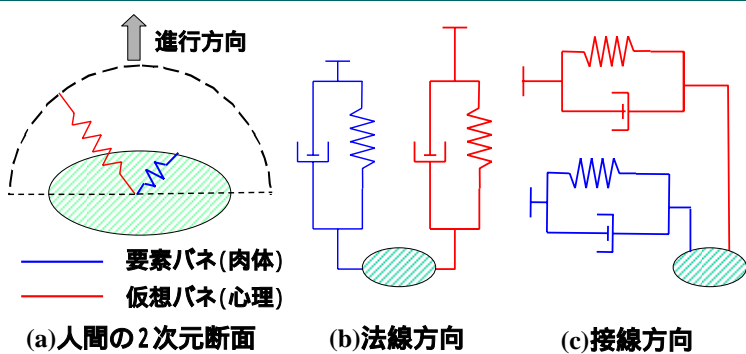 進行方向
要素バネ(肉体)
仮想バネ(心理)
(a)人間の2次元断面
(b)法線方向
(c)接線方向